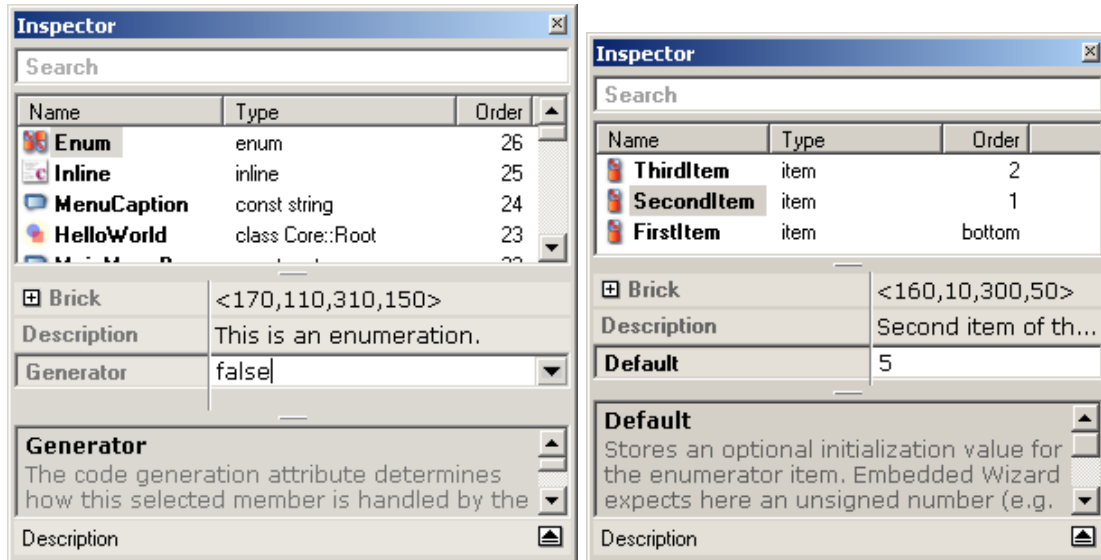 Inspector
Search
Name Type Order
Enum enum 26
Inline inline 25
MenuCaption const string 24
HelloWorld class Core::Root 23
Brick <170,110,310,150>
Description This is an enumeration.
Generator false
Generator
The code generation attribute determines
how this selected member is handled by the
Description
Inspector
Search
Name Type Order
ThirdItem item 2
SecondItem item 1
FirstItem item bottom
Brick <160,10,300,50>
Description Second item of th...
Default 5
Default
Stores an optional initialization value for
the enumerator item. Embedded Wizard
expects here an unsigned number (e.g.
Description